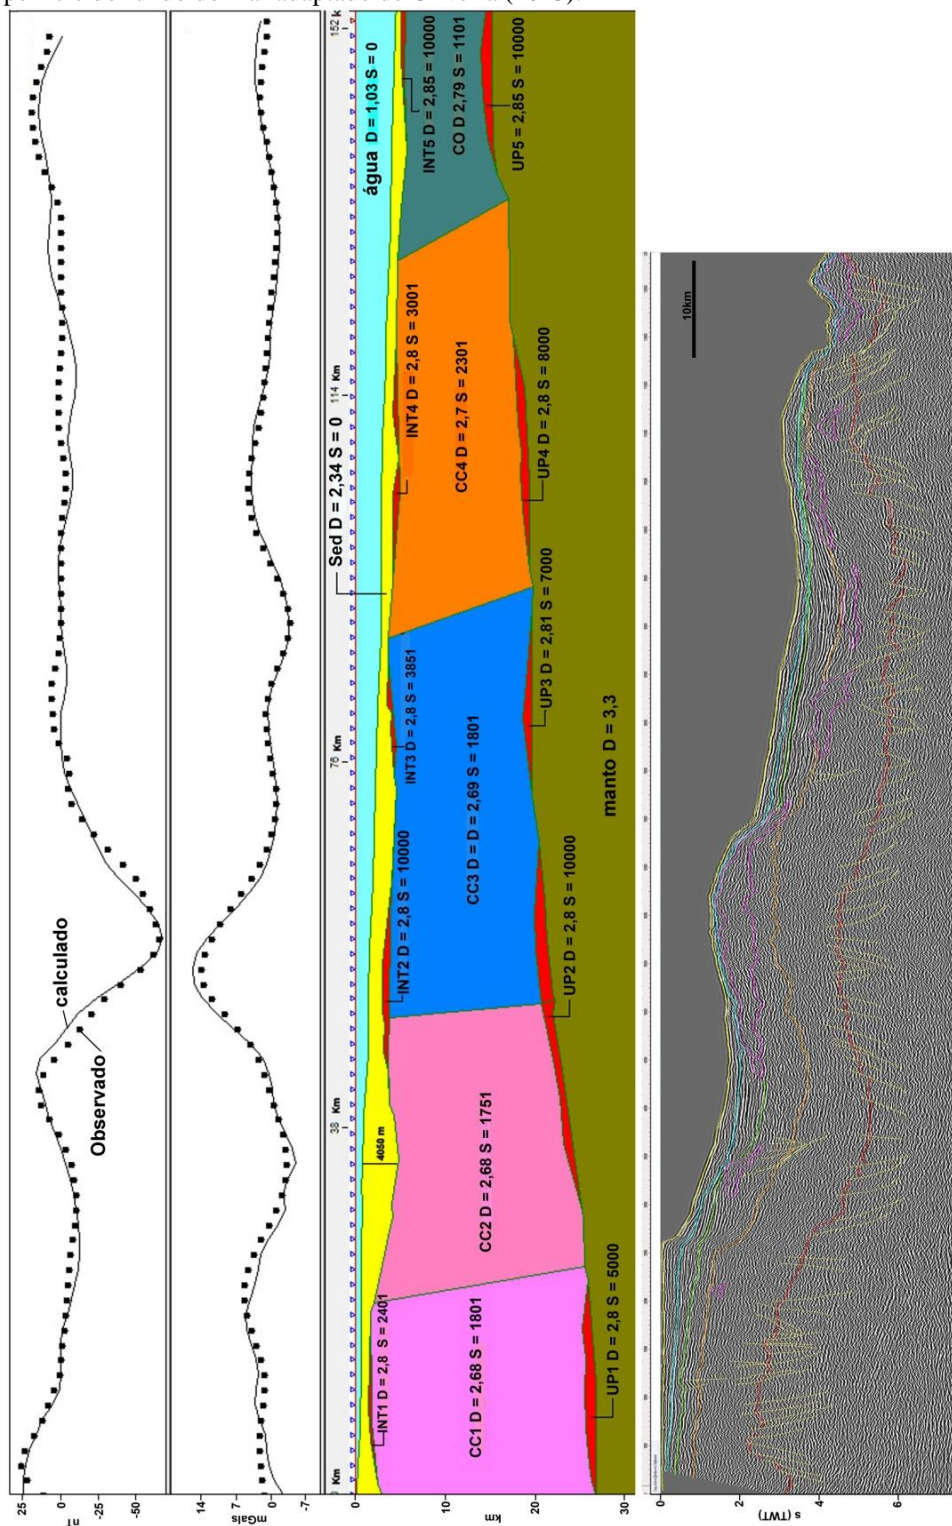 25
0
-25
-50
nT
calculado
Observado
14
7
0
-7
mGals
0 Km
38 Km
76 Km
114 Km
152 k
água D = 1,03 S = 0
Sed D = 2,34 S = 0
4050 m
INT1 D = 2,8 S = 2401
INT2 D = 2,8 S = 10000
INT3 D = 2,8 S = 3851
INT4 D = 2,8 S = 3001
INT5 D = 2,85 = 10000
CC1 D = 2,68 S = 1801
CC2 D = 2,68 S = 1751
CC3 D = D = 2,69 S = 1801
CC4 D = 2,7 S = 2301
CO D 2,79 S = 1101
UP1 D = 2,8 S = 5000
UP2 D = 2,8 S = 10000
UP3 D = 2,81 S = 7000
UP4 D = 2,8 S = 8000
UP5 = 2,85 S = 10000
manto D = 3,3
0
10
20
30
km
10km
0
2
4
6
s (TWT)